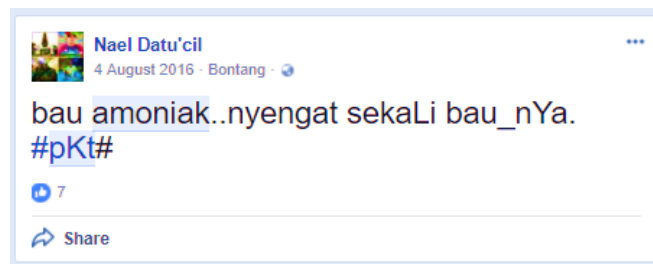 Nael Datu'cil
4 August 2016 · Bontang ·
bau amoniak..nyengat sekaLi bau_nYa.
#pKt#
7
Share